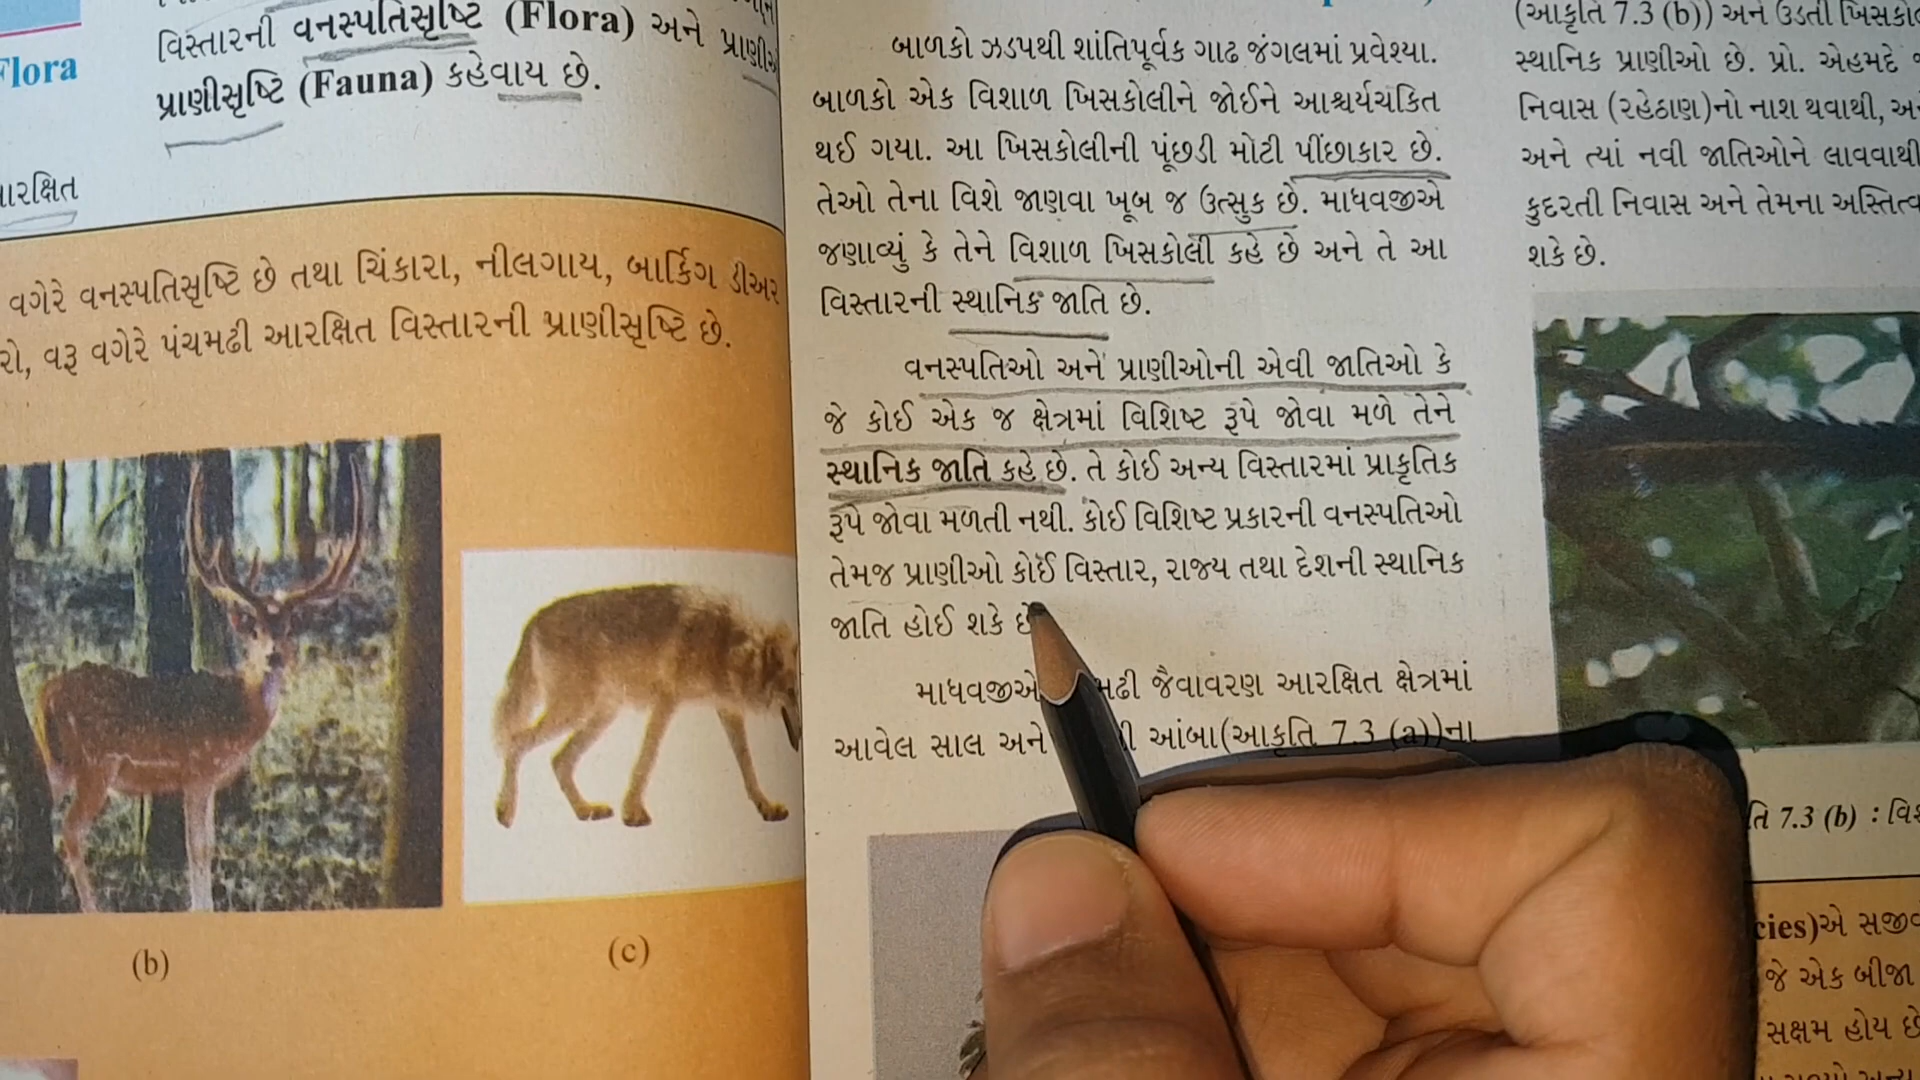 વિસ્તારની વનસ્પતિસૃષ્ટિ (Flora) અને
પ્રાણીસૃષ્ટિ (Fauna) કહેવાય છે.
Flora
વગેરે વનસ્પતિસૃષ્ટિ છે તથા ચિંકારા, નીલગાય, બાર્કિંગ ડીઅર
વરૂ વગેરે પંચમઢી આરક્ષિત વિસ્તારની પ્રાણીસૃષ્ટિ છે.
(b)
(c)
બાળકો ઝડપથી શાંતિપૂર્વક ગાઢ જંગલમાં પ્રવેશ્યા.
બાળકો એક વિશાળ ખિસકોલીને જોઈને આશ્ચર્યચકિત
થઈ ગયા. આ ખિસકોલીની પૂંછડી મોટી પીંછાકાર છે.
તેઓ તેના વિશે જાણવા ખૂબ જ ઉત્સુક છે. માધવજીએ
જણાવ્યું કે તેને વિશાળ ખિસકોલી કહે છે અને તે આ
વિસ્તારની સ્થાનિક જાતિ છે.
વનસ્પતિઓ અને પ્રાણીઓની એવી જાતિઓ કે
જે કોઈ એક જ ક્ષેત્રમાં વિશિષ્ટ રૂપે જોવા મળે તેને
સ્થાનિક જાતિ કહે છે. તે કોઈ અન્ય વિસ્તારમાં પ્રાકૃતિક
રૂપે જોવા મળતી નથી. કોઈ વિશિષ્ટ પ્રકારની વનસ્પતિઓ
તેમજ પ્રાણીઓ કોઈ વિસ્તાર, રાજ્ય તથા દેશની સ્થાનિક
જાતિ હોઈ શકે છે
માધવજીએ જૈવાવરણ આરક્ષિત ક્ષેત્રમાં
આવેલ સાલ અને આંબા(આકૃતિ 7.3 (a))ના
(આકૃતિ 7.3 (b)) અને ઉડતી
સ્થાનિક પ્રાણીઓ છે. પ્રો. એહમદે
નિવાસ (રહેઠાણ)નો નાશ થવાથી,
અને ત્યાં નવી જાતિઓને લાવવાથી
કુદરતી નિવાસ અને તેમના અસ્તિત્વ
શકે છે.
7.3 (b) :
સજીવ
જે એક બીજા
સક્ષમ હોય છે